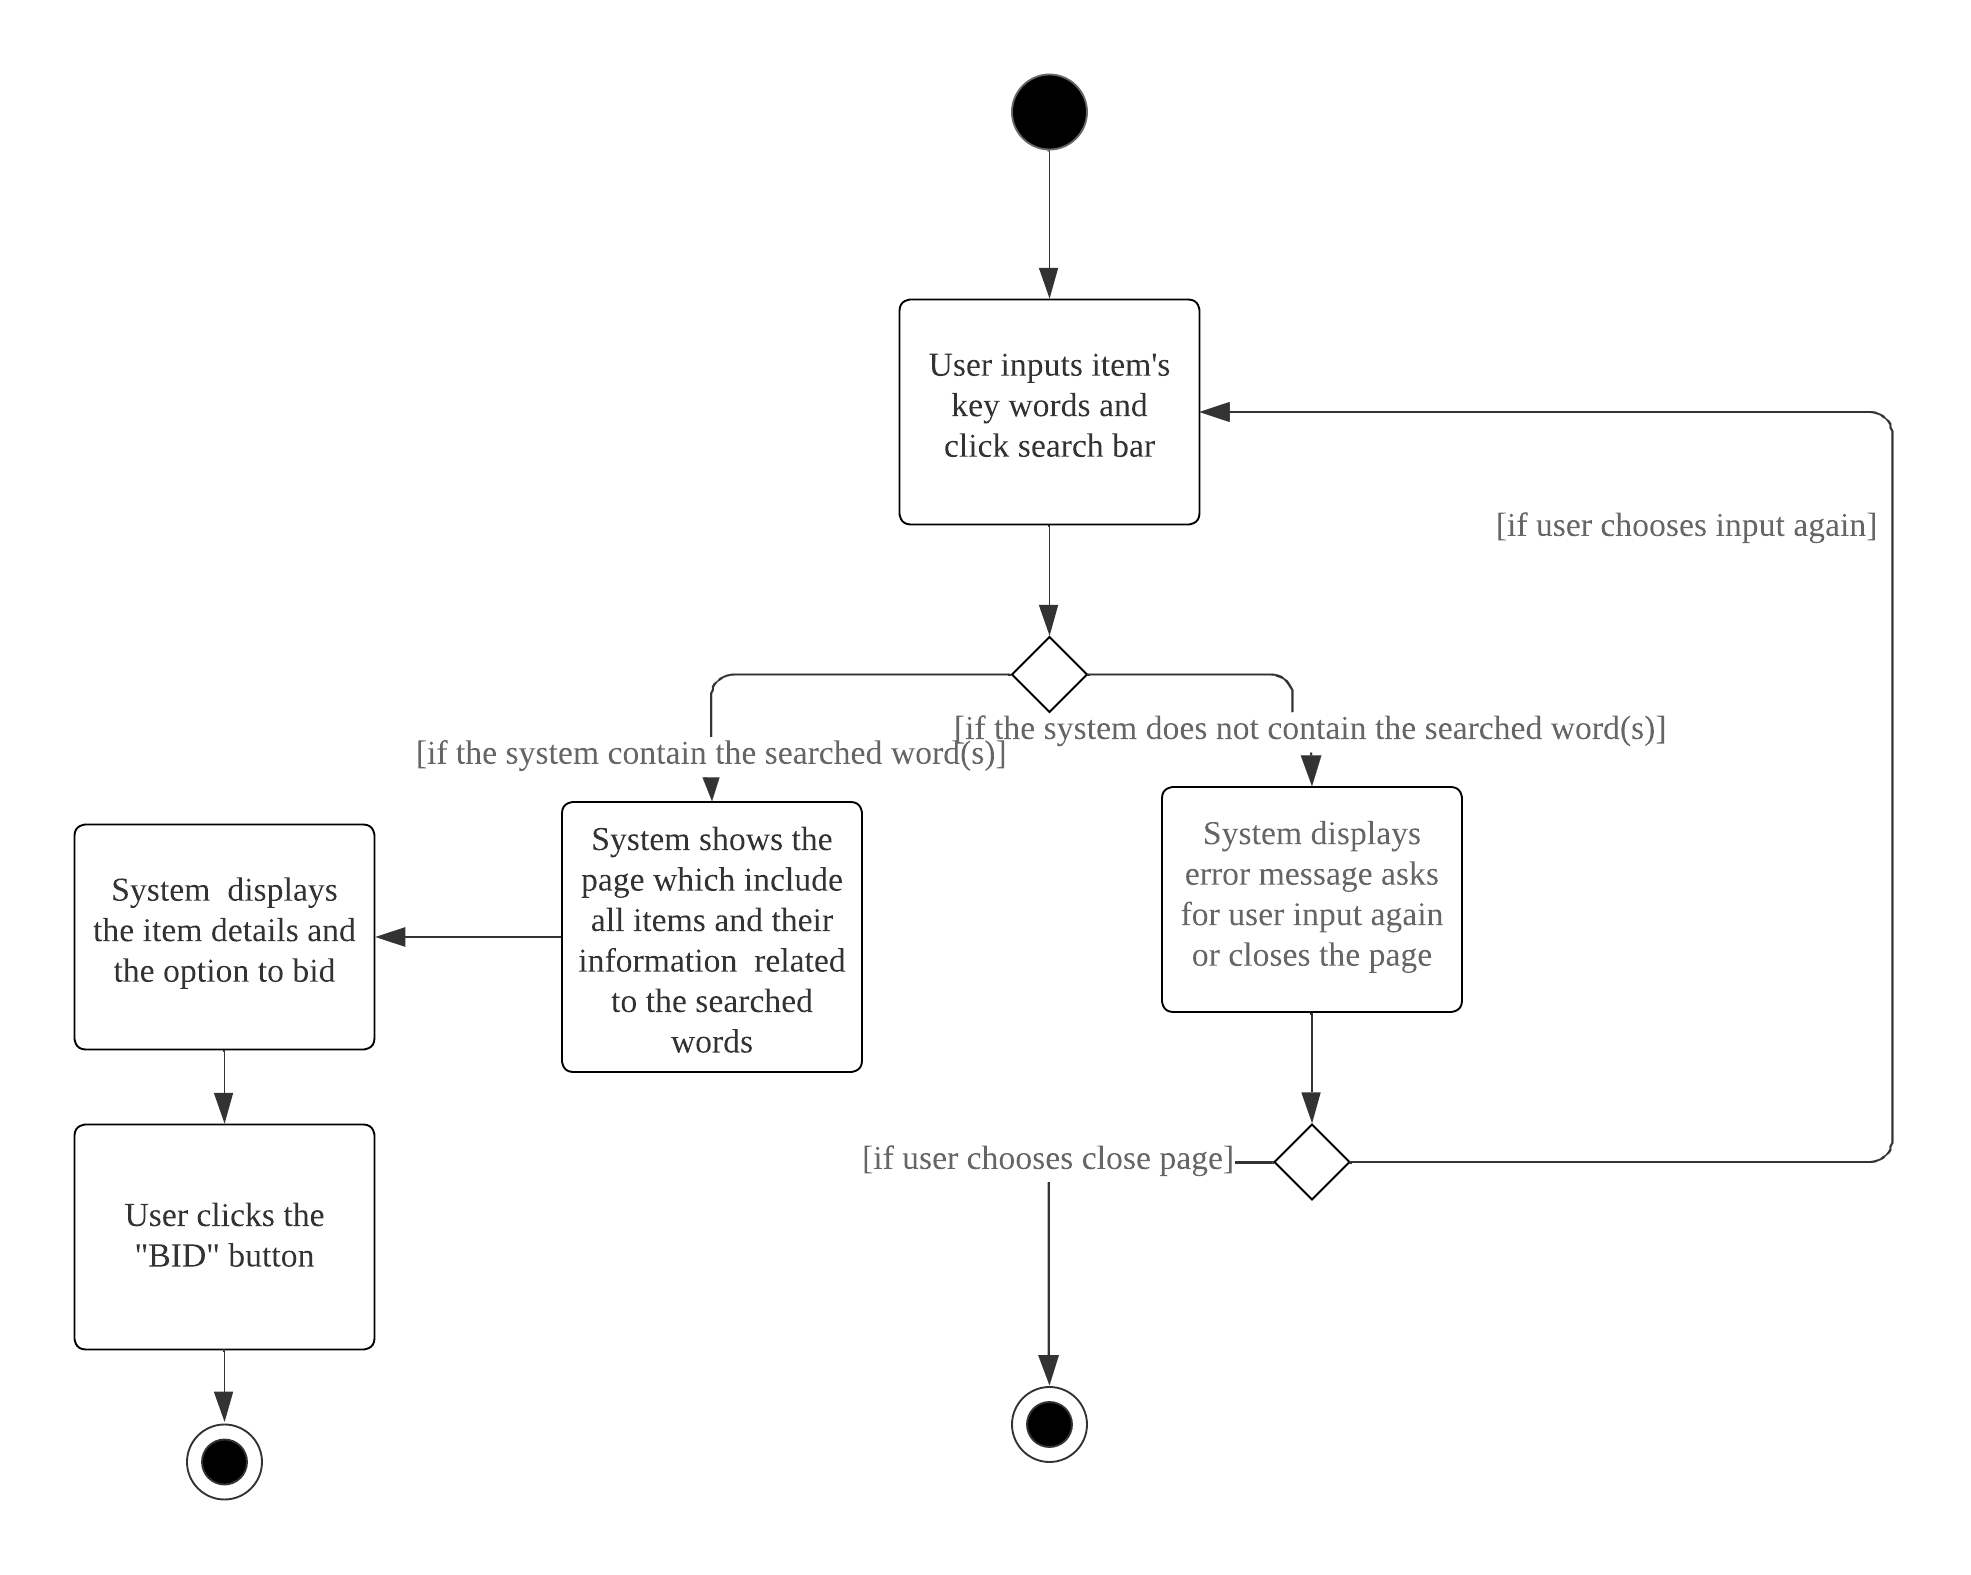 User inputs item's
key words and
click search bar
[if user chooses input again]
[if the system does not contain the searched word(s)]
[if the system contain the searched word(s)]
System displays
the item details and
the option to bid
System shows the
page which include
all items and their
information related
to the searched
words
System displays
error message asks
for user input again
or closes the page
[if user chooses close page]
User clicks the
"BID" button